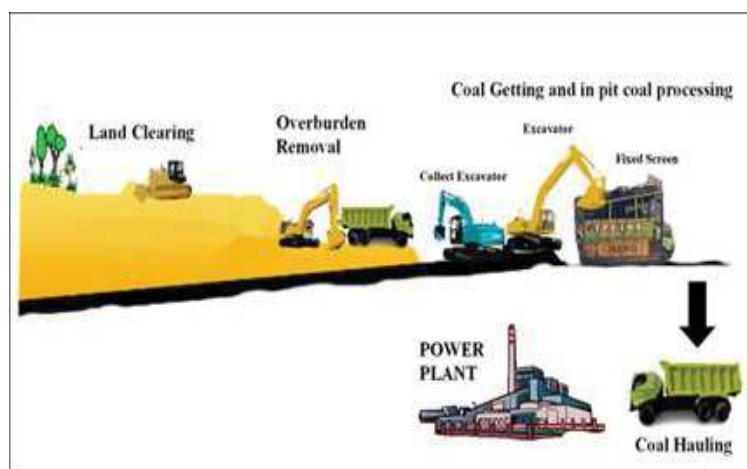 Coal Getting and in pit coal processing
Land Clearing
Overburden
Removal
Excavator
Fixed Screen
Collect Excavator
POWER
PLANT
Coal Hauling